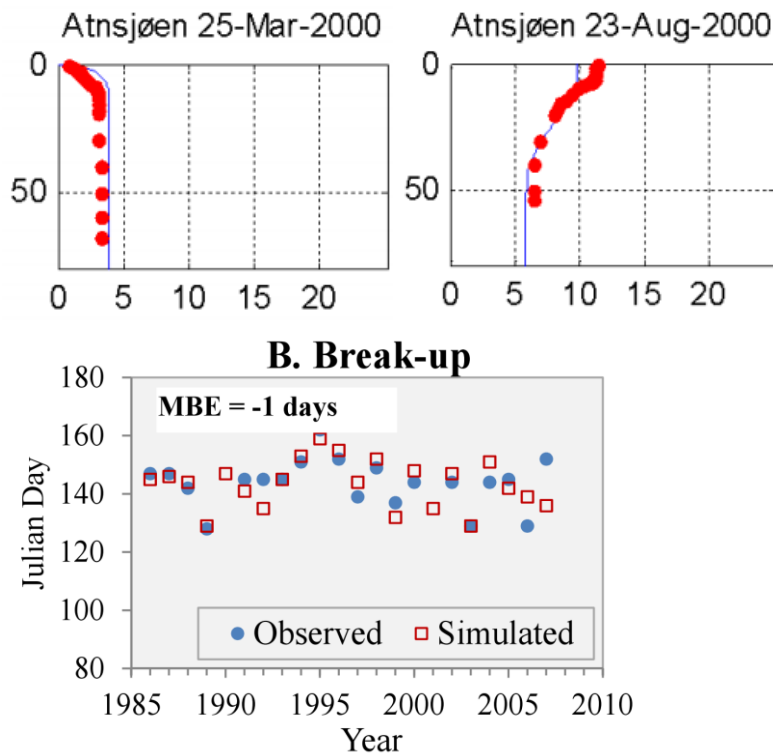 Atnsjøen 25-Mar-2000
0
50
0 5 10 15 20
Atnsjøen 23-Aug-2000
0
50
0 5 10 15 20
B. Break-up
MBE = -1 days
180
160
140
120
100
80
Julian Day
Observed Simulated
1985 1990 1995 2000 2005 2010
Year